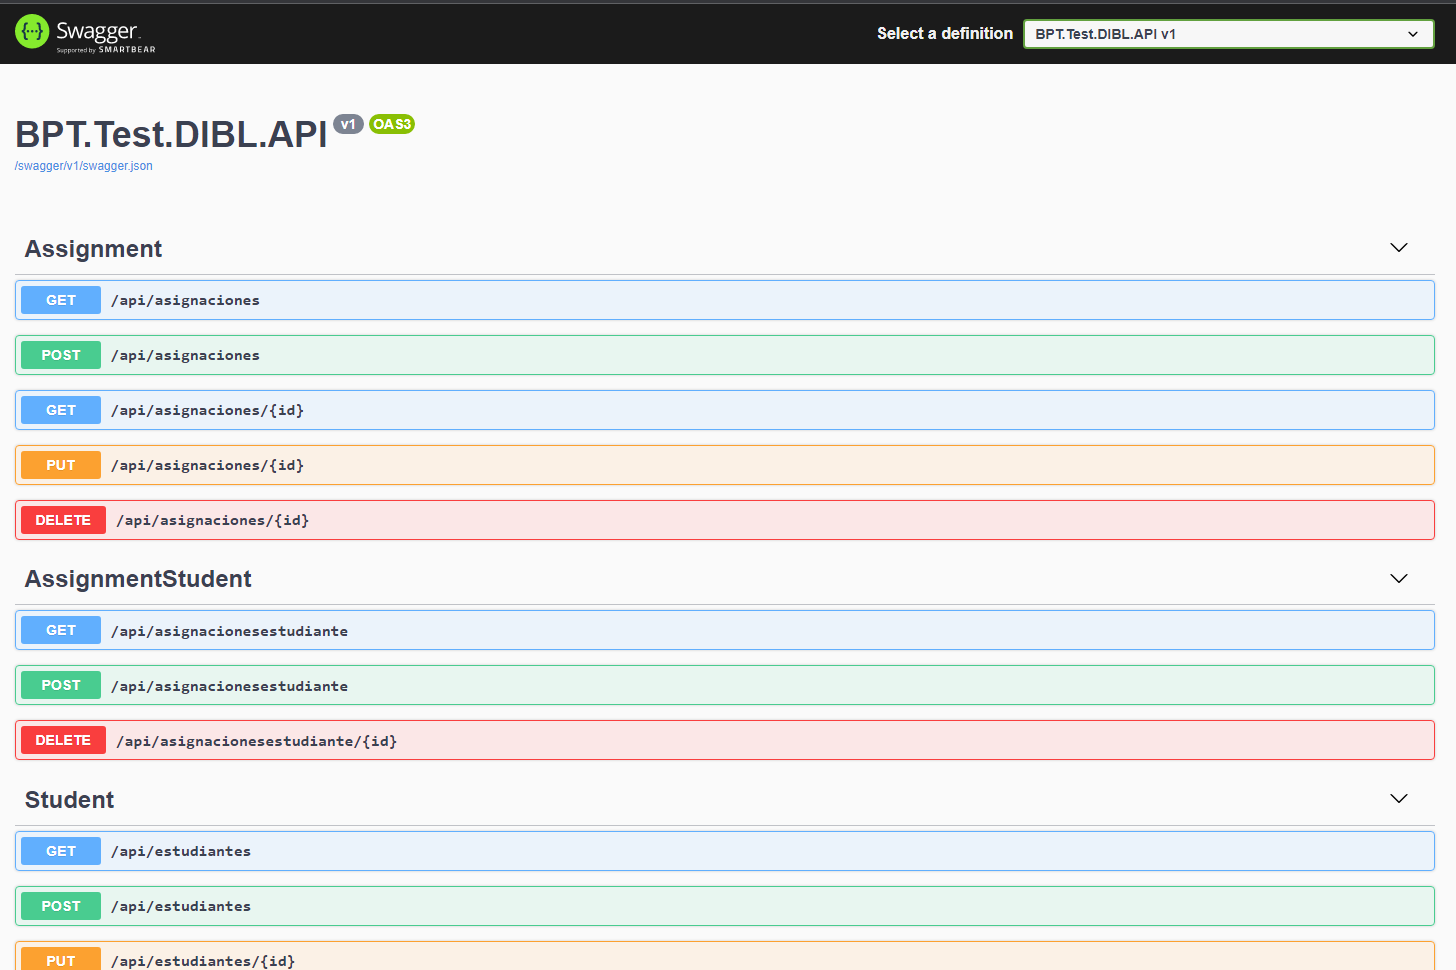 Swagger
Supported by SMARTBEAR
Select a definition
BPT.Test.DIBL.API v1
BPT.Test.DIBL.API v1 OAS3
/swagger/v1/swagger.json
Assignment
GET /api/asignaciones
POST /api/asignaciones
GET /api/asignaciones/{id}
PUT /api/asignaciones/{id}
DELETE /api/asignaciones/{id}
AssignmentStudent
GET /api/asignacionesestudiante
POST /api/asignacionesestudiante
DELETE /api/asignacionesestudiante/{id}
Student
GET /api/estudiantes
POST /api/estudiantes
PUT /api/estudiantes/{id}